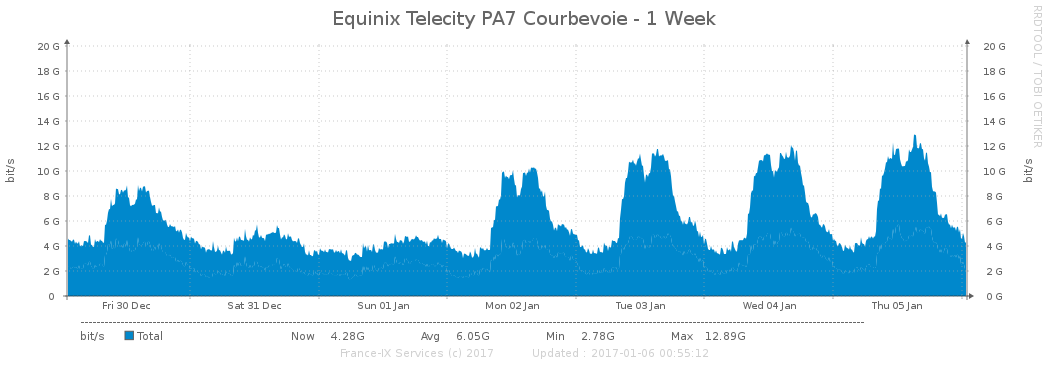 Equinix Telecity PA7 Courbevoie - 1 Week
RRDTOOL / TOBI OETIKER
bit/s
20 G
18 G
16 G
14 G
12 G
10 G
8 G
6 G
4 G
2 G
0
20 G
18 G
16 G
14 G
12 G
10 G
8 G
6 G
4 G
2 G
0 G
bit/s
Fri 30 Dec Sat 31 Dec Sun 01 Jan Mon 02 Jan Tue 03 Jan Wed 04 Jan Thu 05 Jan
bit/s Total Now 4.28G Avg 6.05G Min 2.78G Max 12.89G
France-IX Services (c) 2017 Updated : 2017-01-06 00:55:12